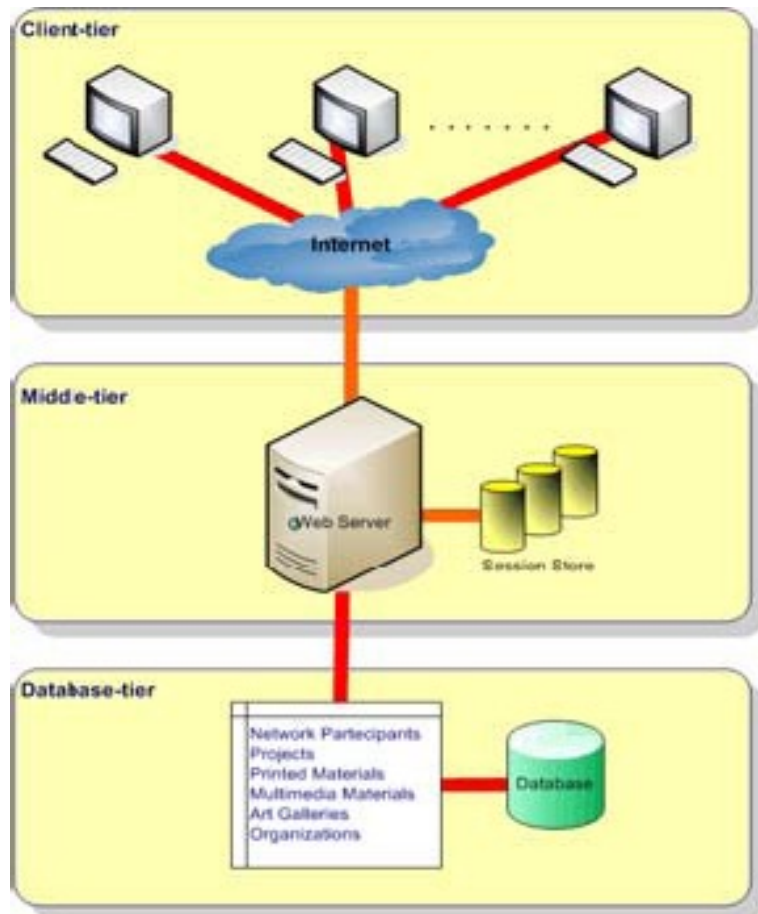 Client-tier
Internet
Middle-tier
Web Server
Session Store
Database-tier
Network Partecipants
Projects
Printed Materials
Multimedia Materials
Art Galleries
Organizations
Database